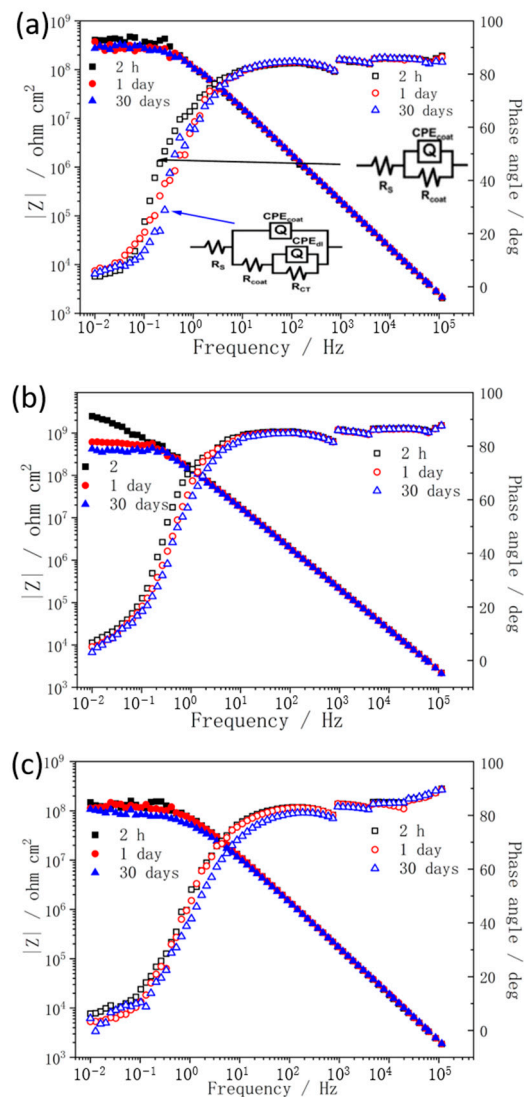 (a)
10⁹
10⁸
10⁷
10⁶
10⁵
10⁴
10³
|Z| / ohm cm²
2 h
1 day
30 days
2 h
1 day
30 days
CPEcoat
Q
RS
Rcoat
CPEcoat
Q
CPEdl
Q
RS
Rcoat
RCT
100
80
60
40
20
0
Phase angle / deg
10⁻² 10⁻¹ 10⁰ 10¹ 10² 10³ 10⁴ 10⁵
Frequency / Hz
(b)
10⁹
10⁸
10⁷
10⁶
10⁵
10⁴
10³
|Z| / ohm cm²
2
1 day
30 days
2 h
1 day
30 days
100
80
60
40
20
0
Phase angle / deg
10⁻² 10⁻¹ 10⁰ 10¹ 10² 10³ 10⁴ 10⁵
Frequency / Hz
(c)
10⁹
10⁸
10⁷
10⁶
10⁵
10⁴
10³
|Z| / ohm cm²
2 h
1 day
30 days
2 h
1 day
30 days
100
80
60
40
20
0
Phase angle / deg
10⁻² 10⁻¹ 10⁰ 10¹ 10² 10³ 10⁴ 10⁵
Frequency / Hz